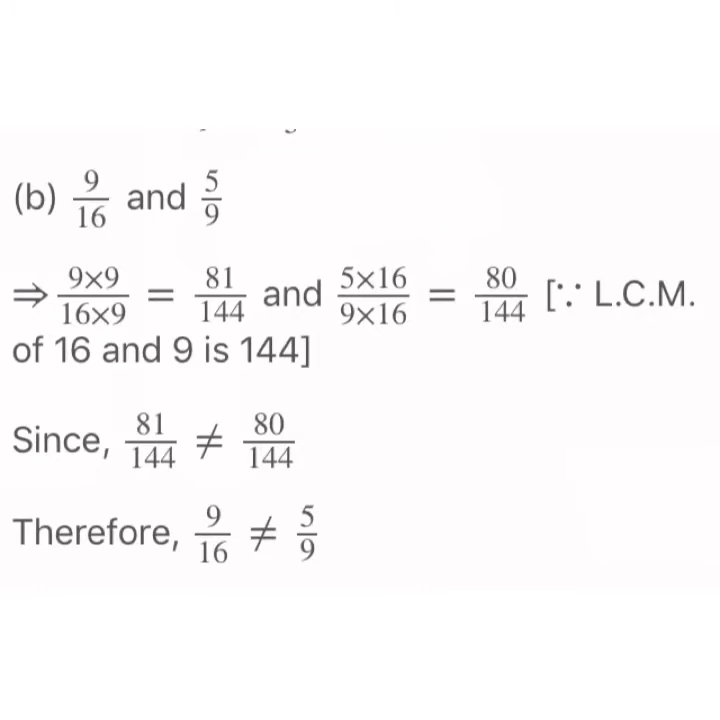 (b) 9/16 and 5/9
⇒ 9×9/16×9 = 81/144 and 5×16/9×16 = 80/144 [∵ L.C.M.
of 16 and 9 is 144]
Since, 81/144 ≠ 80/144
Therefore, 9/16 ≠ 5/9